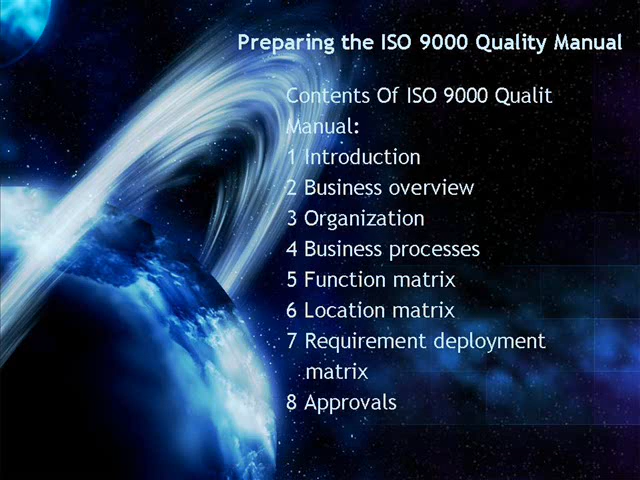 Preparing the ISO 9000 Quality Manual
Contents Of ISO 9000 Qualit
Manual:
1 Introduction
2 Business overview
3 Organization
4 Business processes
5 Function matrix
6 Location matrix
7 Requirement deployment
matrix
8 Approvals